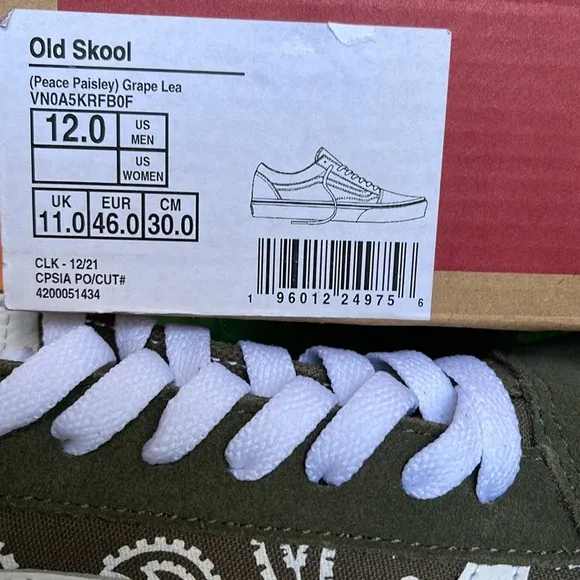 Old Skool
(Peace Paisley) Grape Lea
VN0A5KRFB0F
12.0 US MEN
US WOMEN
UK EUR CM
11.0 46.0 30.0
CLK - 12/21
CPSIA PO/CUT#
4200051434
1 96012 24975 6